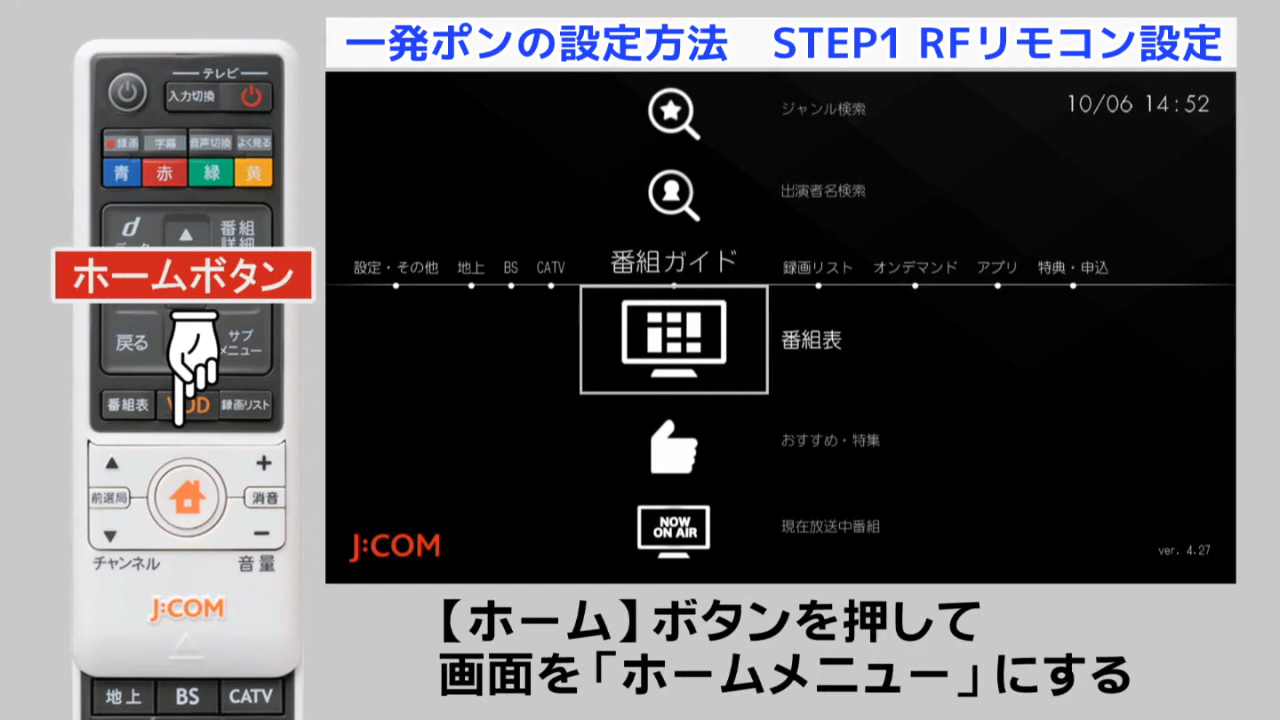 一発ポンの設定方法　STEP1 RFリモコン設定
テレビ
入力切換
録画 字幕 音声切換 よく見る
青 赤 緑 黄
d 番組
データ 詳細
ホームボタン
戻る サブ
メニュー
番組表 VOD 録画リスト
前選局 消音
チャンネル 音量
J:COM
地上 BS CATV
10/06 14:52
ジャンル検索
出演者名検索
設定・その他 地上 BS CATV 番組ガイド 録画リスト オンデマンド アプリ 特典・申込
番組表
おすすめ・特集
NOW
ON AIR
現在放送中番組
J:COM
ver. 4.27
【ホーム】ボタンを押して
画面を「ホームメニュー」にする